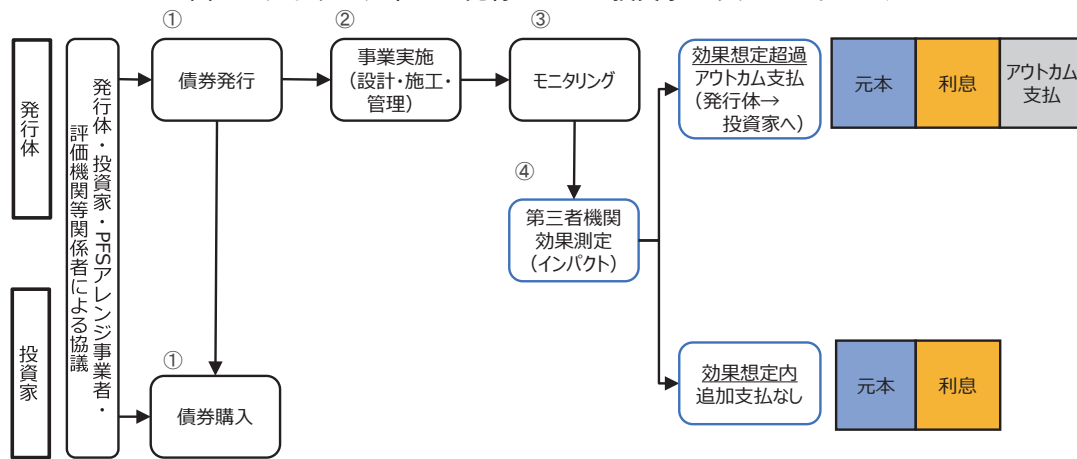 ①
②
③
発行体
発行体・投資家・PFSアレンジ事業者・
評価機関等関係者による協議
債券発行
事業実施
（設計・施工・
管理）
モニタリング
効果想定超過
アウトカム支払
（発行体→
投資家へ）
元本
利息
アウトカム
支払
④
第三者機関
効果測定
（インパクト）
投資家
①
債券購入
効果想定内
追加支払なし
元本
利息